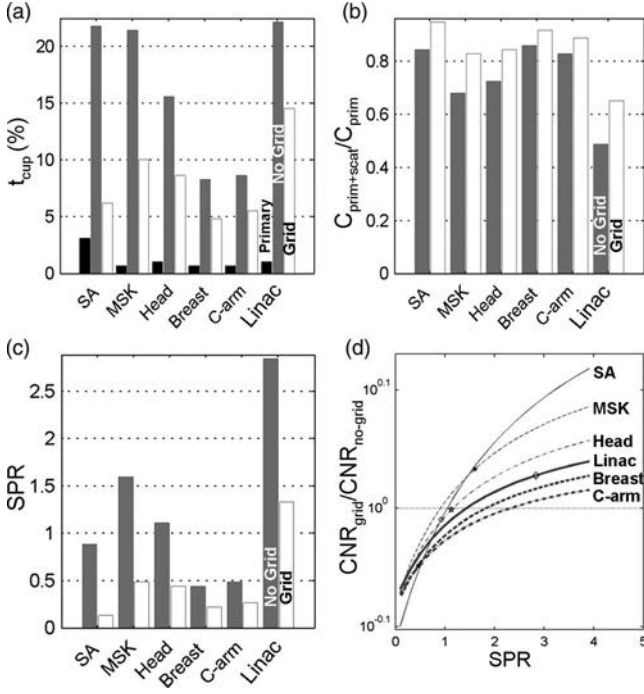 (a)
t_cup (%)
20
15
10
5
0
Primary
No Grid
Grid
SA
MSK
Head
Breast
C-arm
Linac
(b)
C_prim+scat/C_prim
0.8
0.6
0.4
0.2
0
No Grid
Grid
SA
MSK
Head
Breast
C-arm
Linac
(c)
SPR
2.5
2
1.5
1
0.5
0
No Grid
Grid
SA
MSK
Head
Breast
C-arm
Linac
(d)
CNR_grid/CNR_no-grid
10^0.1
10^0
10^-0.1
SA
MSK
Head
Linac
Breast
C-arm
0 1 2 3 4 5
SPR